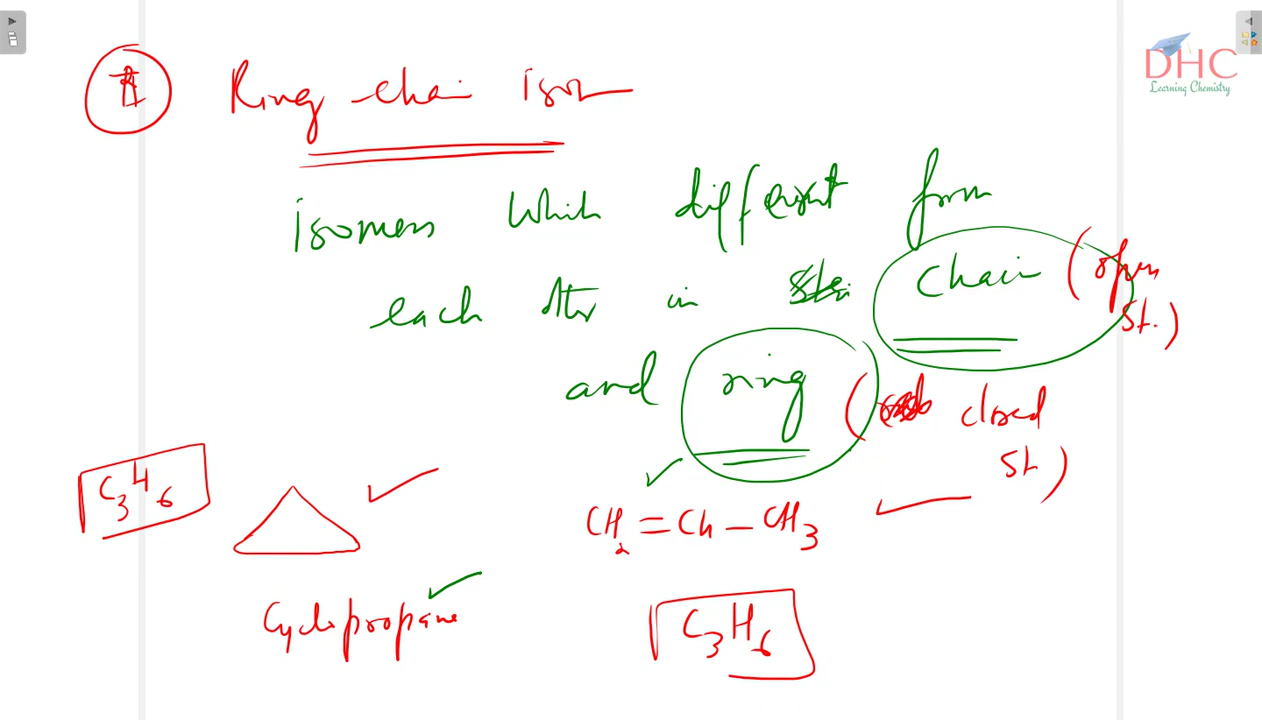 DHC
Learning Chemistry
Ring chain isom
isomers which different from
each other in chain (open
st.)
and ring ( closed
st)
C3H6
CH2 = Ch - CH3
Cyclopropane
C3H6